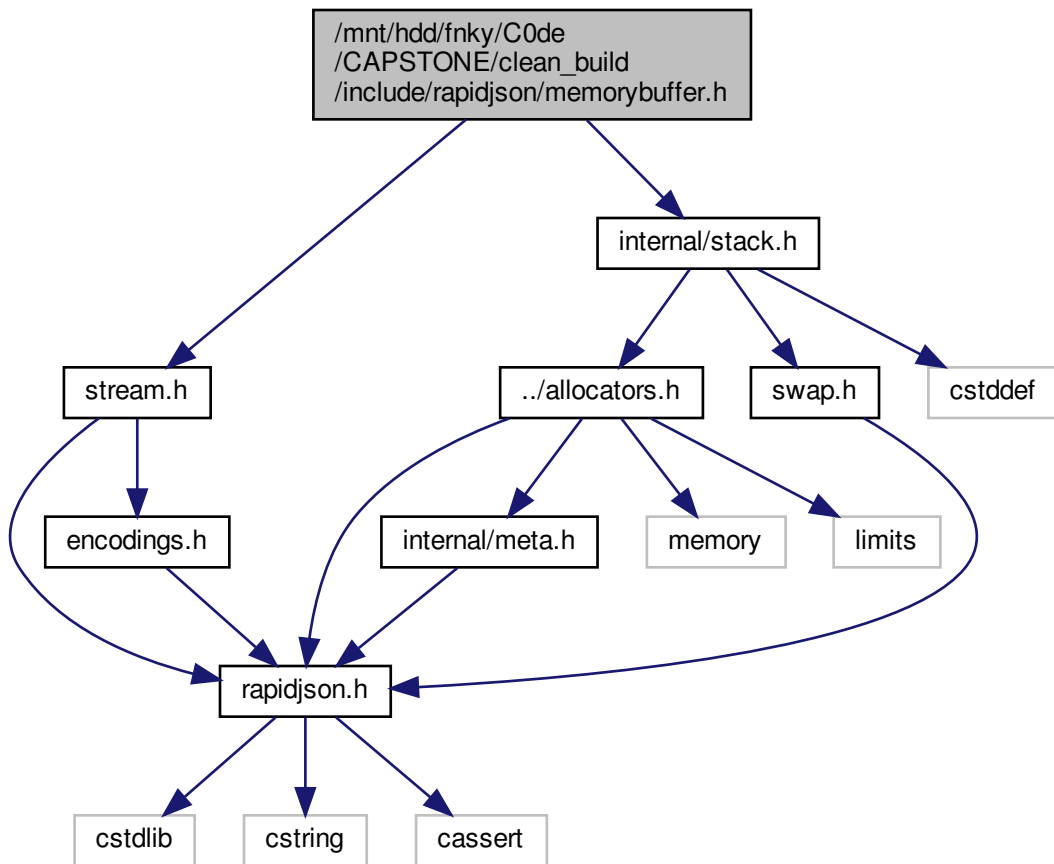 /mnt/hdd/fnky/C0de
/CAPSTONE/clean_build
/include/rapidjson/memorybuffer.h
internal/stack.h
stream.h
../allocators.h
swap.h
cstddef
encodings.h
internal/meta.h
memory
limits
rapidjson.h
cstdlib
cstring
cassert